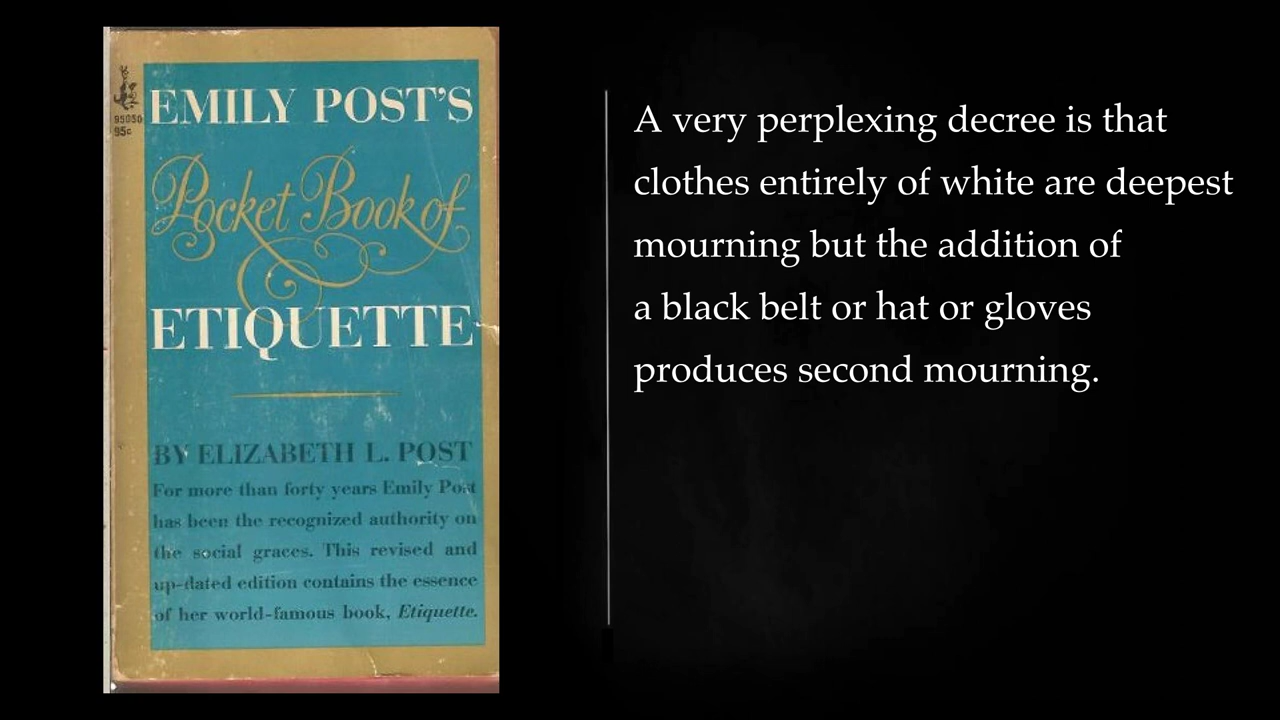 EMILY POST'S
Pocket Book of
ETIQUETTE
95050
95c
BY ELIZABETH L. POST
For more than forty years Emily Post
has been the recognized authority on
the social graces. This revised and
up-dated edition contains the essence
of her world-famous book, Etiquette.
A very perplexing decree is that
clothes entirely of white are deepest
mourning but the addition of
a black belt or hat or gloves
produces second mourning.